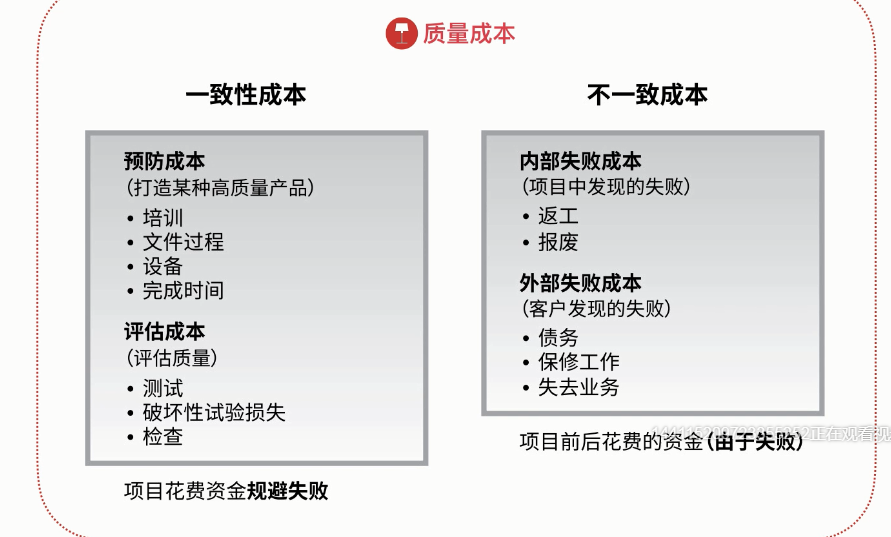 质量成本
一致性成本
预防成本
（打造某种高质量产品）
• 培训
• 文件过程
• 设备
• 完成时间
评估成本
（评估质量）
• 测试
• 破坏性试验损失
• 检查
项目花费资金规避失败
不一致成本
内部失败成本
（项目中发现的失败）
• 返工
• 报废
外部失败成本
（客户发现的失败）
• 债务
• 保修工作
• 失去业务
项目前后花费的资金（由于失败）
正在观看视